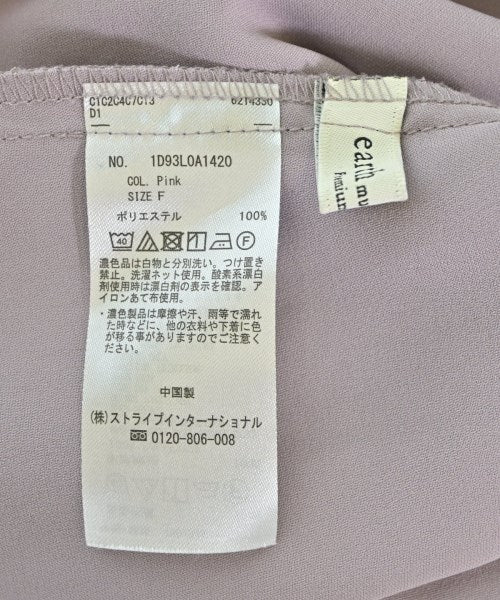 C1C2C4C7C13 6214350
D1
NO. 1D93L0A1420
COL. Pink
SIZE F
ポリエステル 100%
40
濃色品は白物と分別洗い。つけ置き
禁止。洗濯ネット使用。酸素系漂白
剤使用時は漂白剤の表示を確認。ア
イロンあて布使用。
・濃色製品は摩擦や汗、雨等で濡れ
た時などに、他の衣料や下着に色
が移る事がありますのでご注意く
ださい。
中国製
(株)ストライプインターナショナル
0120-806-008
earth